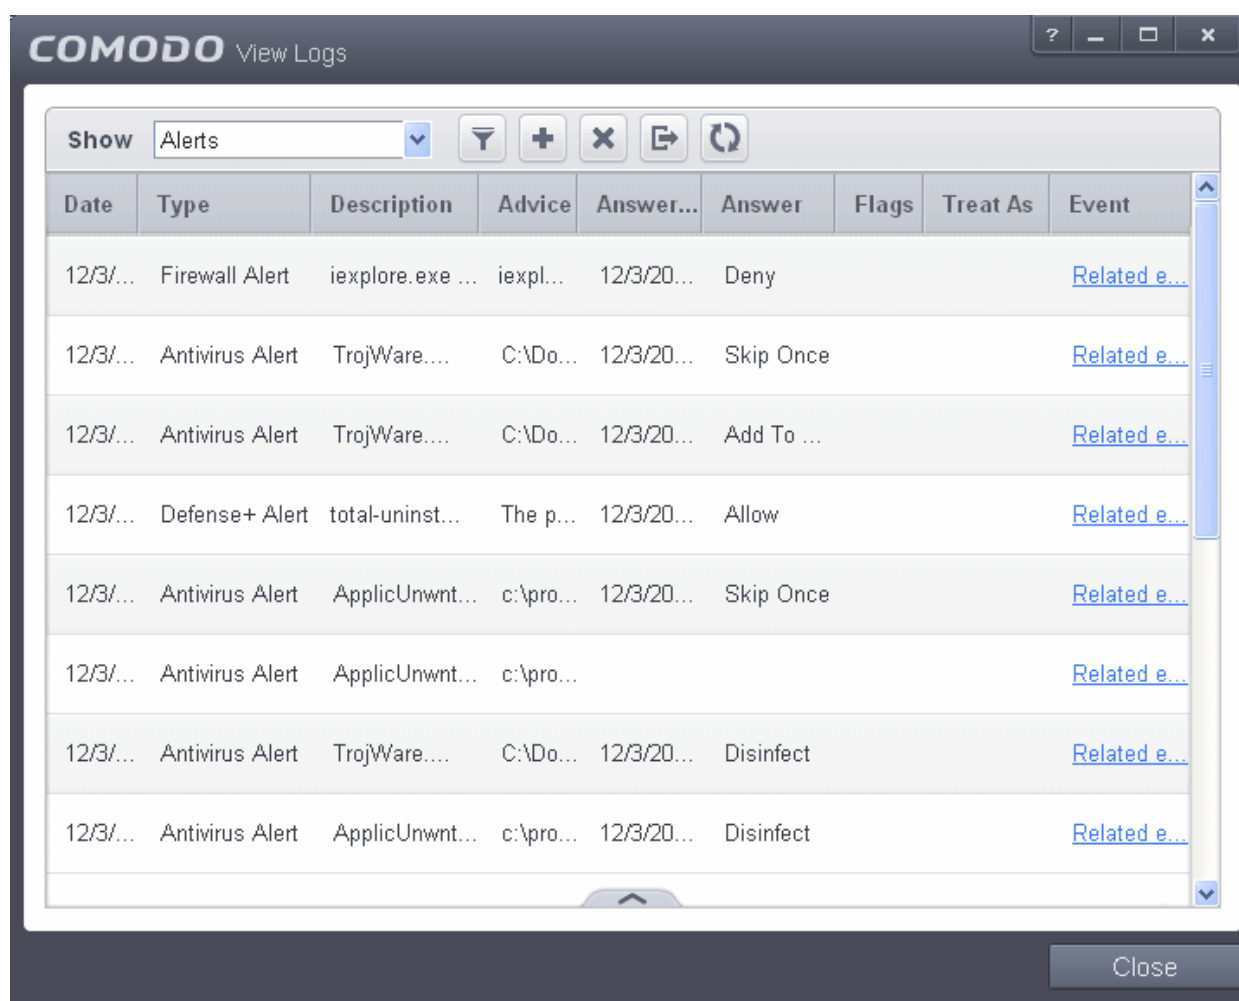 COMODO View Logs ?
Show Alerts
Date Type Description Advice Answer... Answer Flags Treat As Event
12/3/... Firewall Alert iexplore.exe ... iexpl... 12/3/20... Deny Related e...
12/3/... Antivirus Alert TrojWare.... C:\Do... 12/3/20... Skip Once Related e...
12/3/... Antivirus Alert TrojWare.... C:\Do... 12/3/20... Add To ... Related e...
12/3/... Defense+ Alert total-uninst... The p... 12/3/20... Allow Related e...
12/3/... Antivirus Alert ApplicUnwnt... c:\pro... 12/3/20... Skip Once Related e...
12/3/... Antivirus Alert ApplicUnwnt... c:\pro... Related e...
12/3/... Antivirus Alert TrojWare.... C:\Do... 12/3/20... Disinfect Related e...
12/3/... Antivirus Alert ApplicUnwnt... c:\pro... 12/3/20... Disinfect Related e...
Close